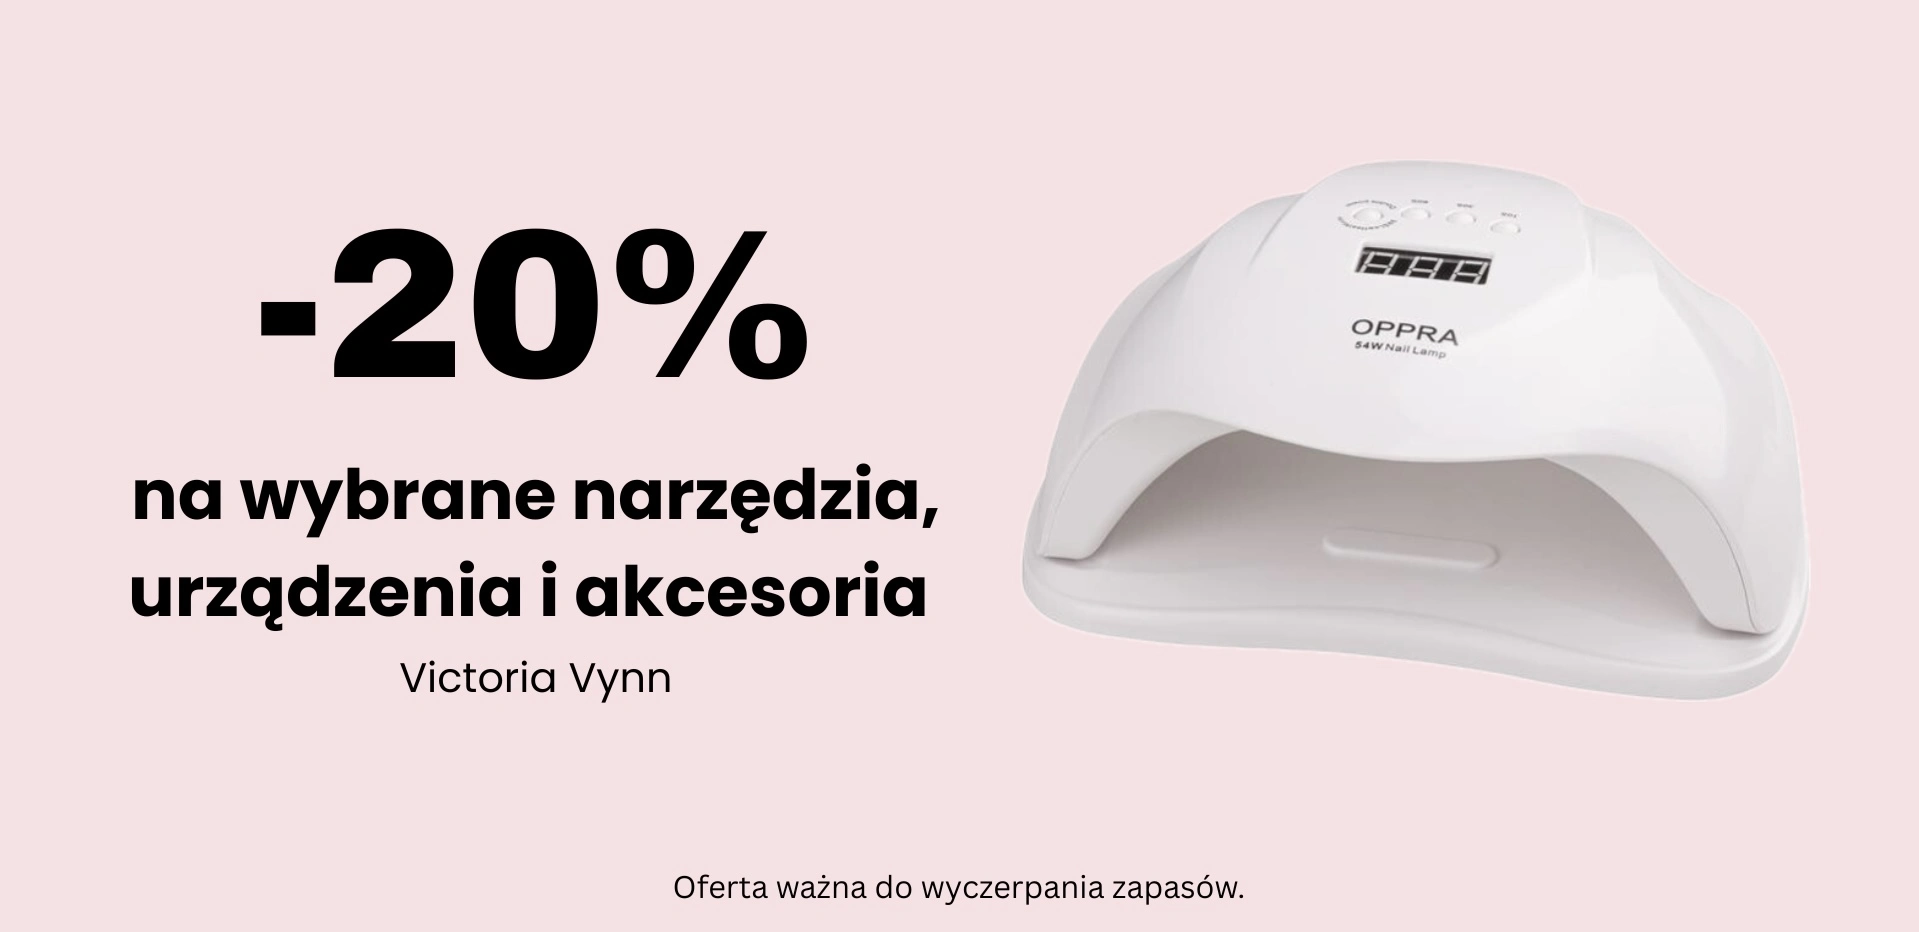 -20%
na wybrane narzędzia,
urządzenia i akcesoria
Victoria Vynn
OPPRA
54W Nail Lamp
Oferta ważna do wyczerpania zapasów.